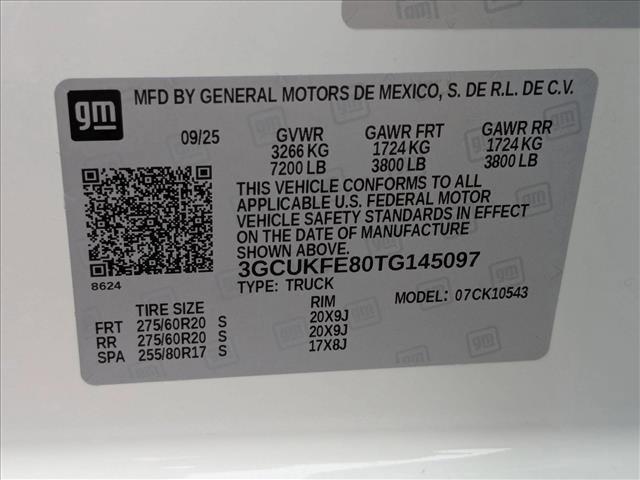 gm
MFD BY GENERAL MOTORS DE MEXICO, S. DE R.L. DE C.V.
09/25 GVWR GAWR FRT GAWR RR
3266 KG 1724 KG 1724 KG
7200 LB 3800 LB 3800 LB
THIS VEHICLE CONFORMS TO ALL
APPLICABLE U.S. FEDERAL MOTOR
VEHICLE SAFETY STANDARDS IN EFFECT
ON THE DATE OF MANUFACTURE
SHOWN ABOVE.
3GCUKFE80TG145097
8624
TYPE: TRUCK MODEL: 07CK10543
TIRE SIZE RIM
FRT 275/60R20 S 20X9J
RR 275/60R20 S 20X9J
SPA 255/80R17 S 17X8J